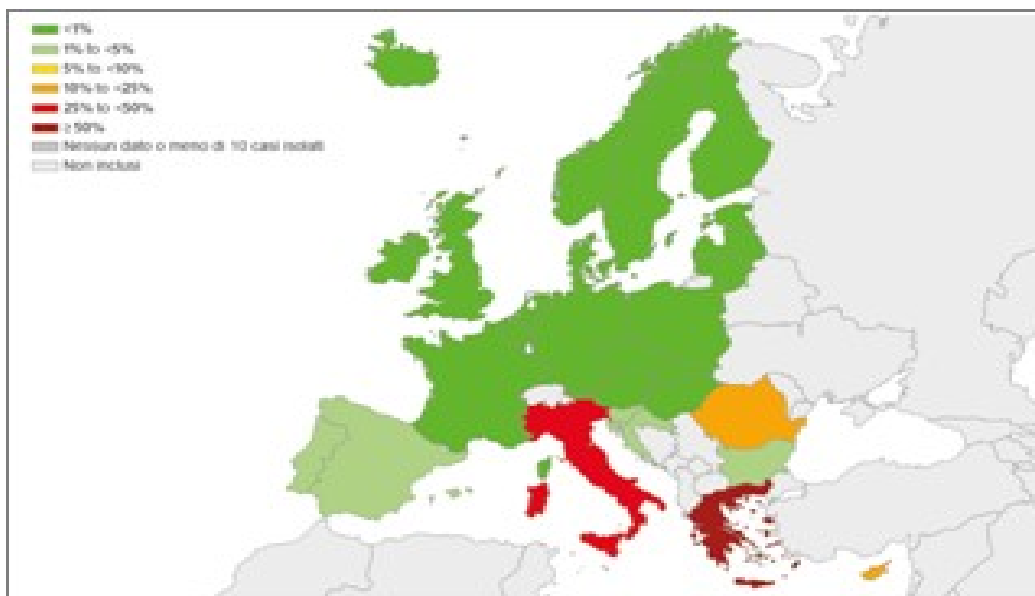 <1%
1% to <5%
5% to <10%
10% to <25%
25% to <50%
≥50%
Nessun dato o meno di 10 casi isolati
Non inclusi